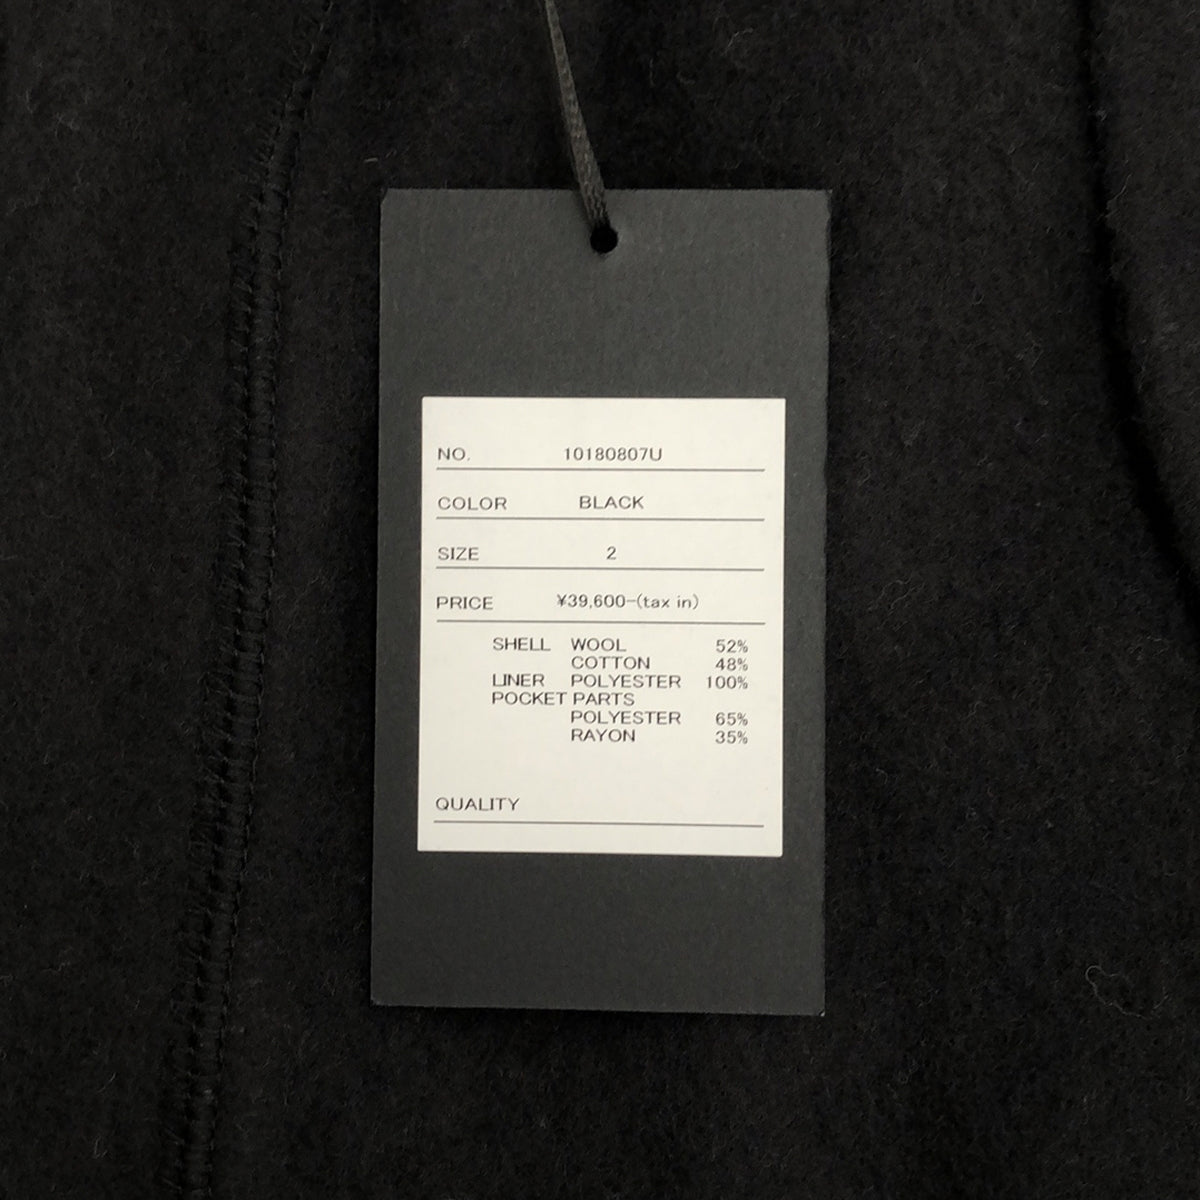 NO. 10180807U
COLOR BLACK
SIZE 2
PRICE ¥39,600-(tax in)
SHELL WOOL 52%
COTTON 48%
LINER POLYESTER 100%
POCKET PARTS
POLYESTER 65%
RAYON 35%
QUALITY